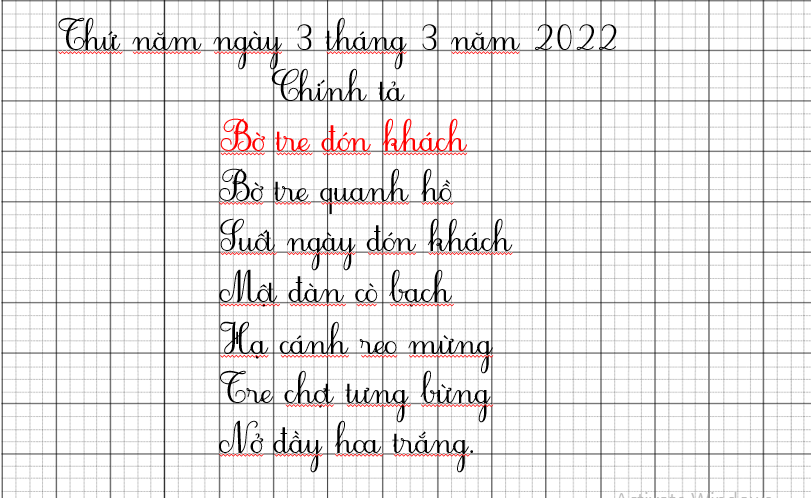 Thứ năm ngày 3 tháng 3 năm 2022
Chính tả
Bờ tre đón khách
Bờ tre quanh hồ
Suốt ngày đón khách
Một đàn cò bạch
Hạ cánh reo mừng
Tre chợt tưng bừng
Nở đầy hoa trắng.
Activate Windows